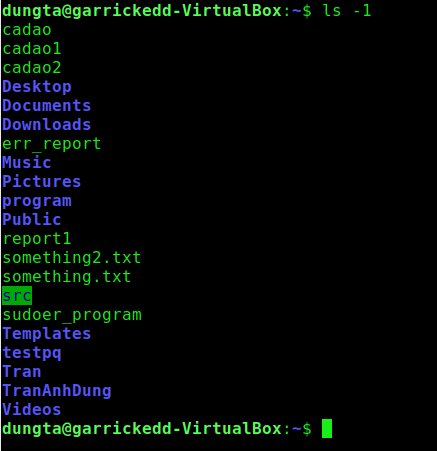 dungta@garrickedd-VirtualBox:~$ ls -1
cadao
cadao1
cadao2
Desktop
Documents
Downloads
err_report
Music
Pictures
program
Public
report1
something2.txt
something.txt
src
sudoer_program
Templates
testpq
Tran
TranAnhDung
Videos
dungta@garrickedd-VirtualBox:~$